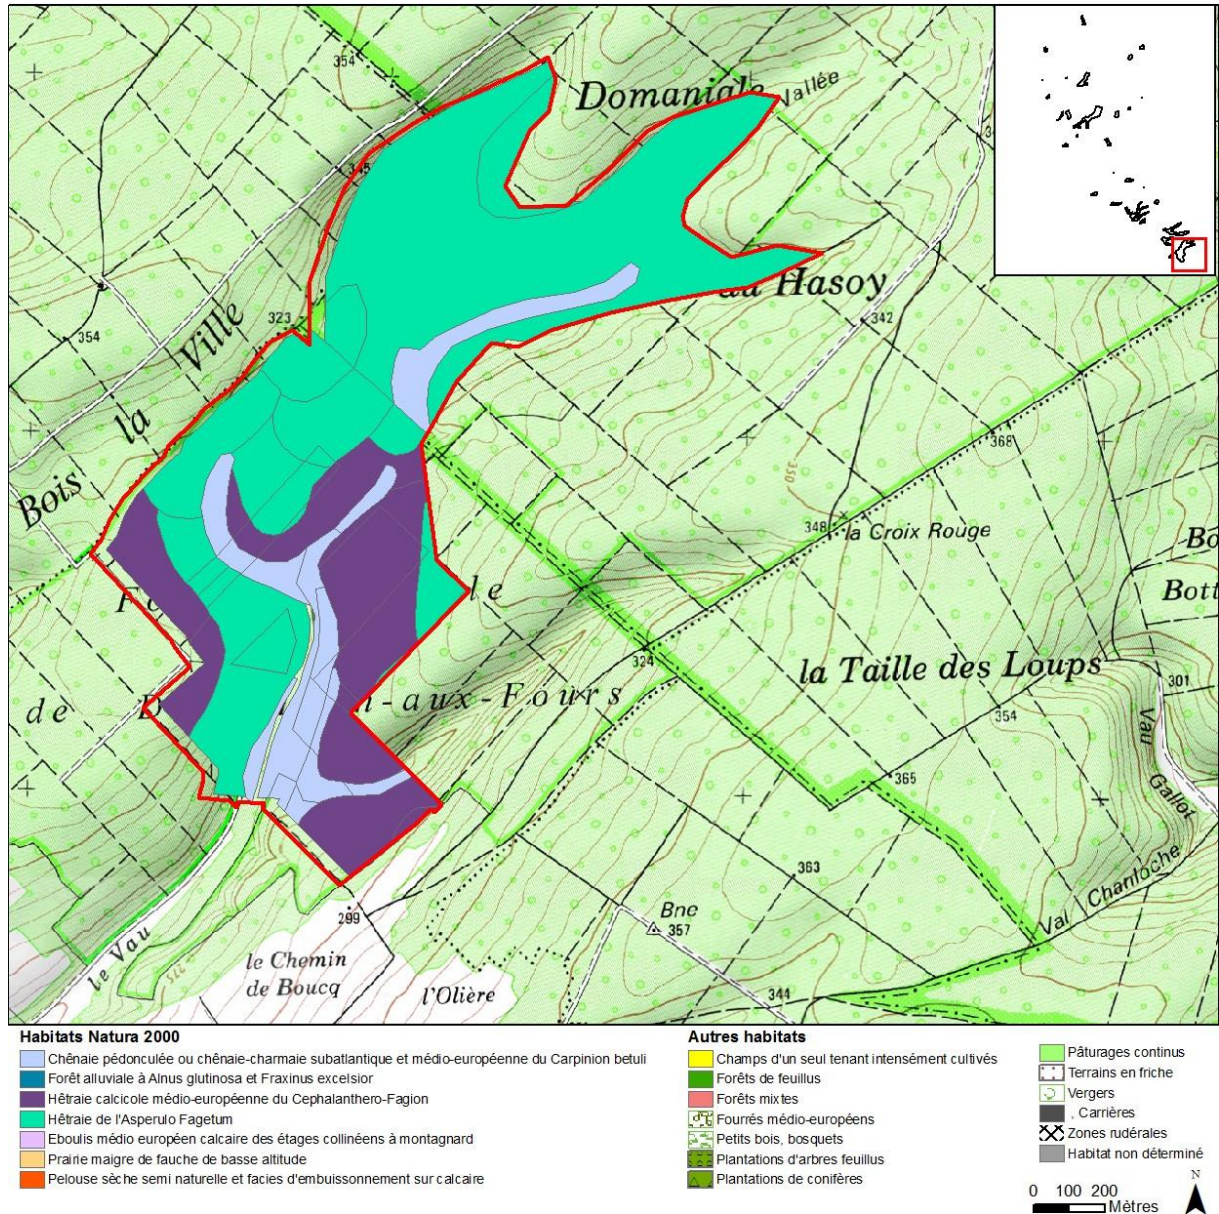 354
Domaniale
Vallée
345
du Hasoy
342
323
354
Bois la Ville
368
350
348
la Croix Rouge
Bo
Bott
le
324
la Taille des Loups
301
354
de
n-aux-Fours
365
Vau
Gallot
363
Val Chanloche
Bne
357
299
le Vau
275
le Chemin
de Boucq
l'Olière
344
Habitats Natura 2000
Chênaie pédonculée ou chênaie-charmaie subatlantique et médio-européenne du Carpinion betuli
Forêt alluviale à Alnus glutinosa et Fraxinus excelsior
Hêtraie calcicole médio-européenne du Cephalanthero-Fagion
Hêtraie de l'Asperulo Fagetum
Eboulis médio européen calcaire des étages collinéens à montagnard
Prairie maigre de fauche de basse altitude
Pelouse sèche semi naturelle et facies d'embuissonnement sur calcaire
Autres habitats
Champs d'un seul tenant intensément cultivés
Forêts de feuillus
Forêts mixtes
Fourrés médio-européens
Petits bois, bosquets
Plantations d'arbres feuillus
Plantations de conifères
Pâturages continus
Terrains en friche
Vergers
, Carrières
Zones rudérales
Habitat non déterminé
N
0 100 200
Mètres